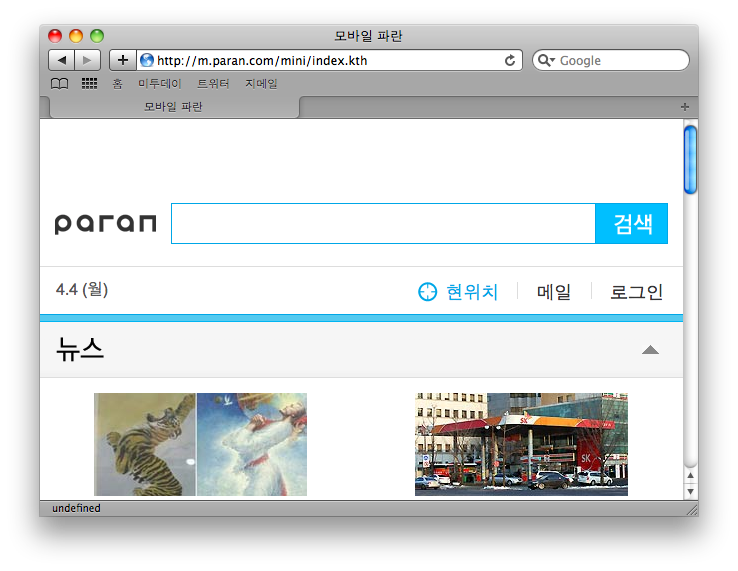 모바일 파란
http://m.paran.com/mini/index.kth
Google
홈 미투데이 트위터 지메일
모바일 파란
paran 검색
4.4 (월) 현위치 메일 로그인
뉴스
SK
SK
undefined